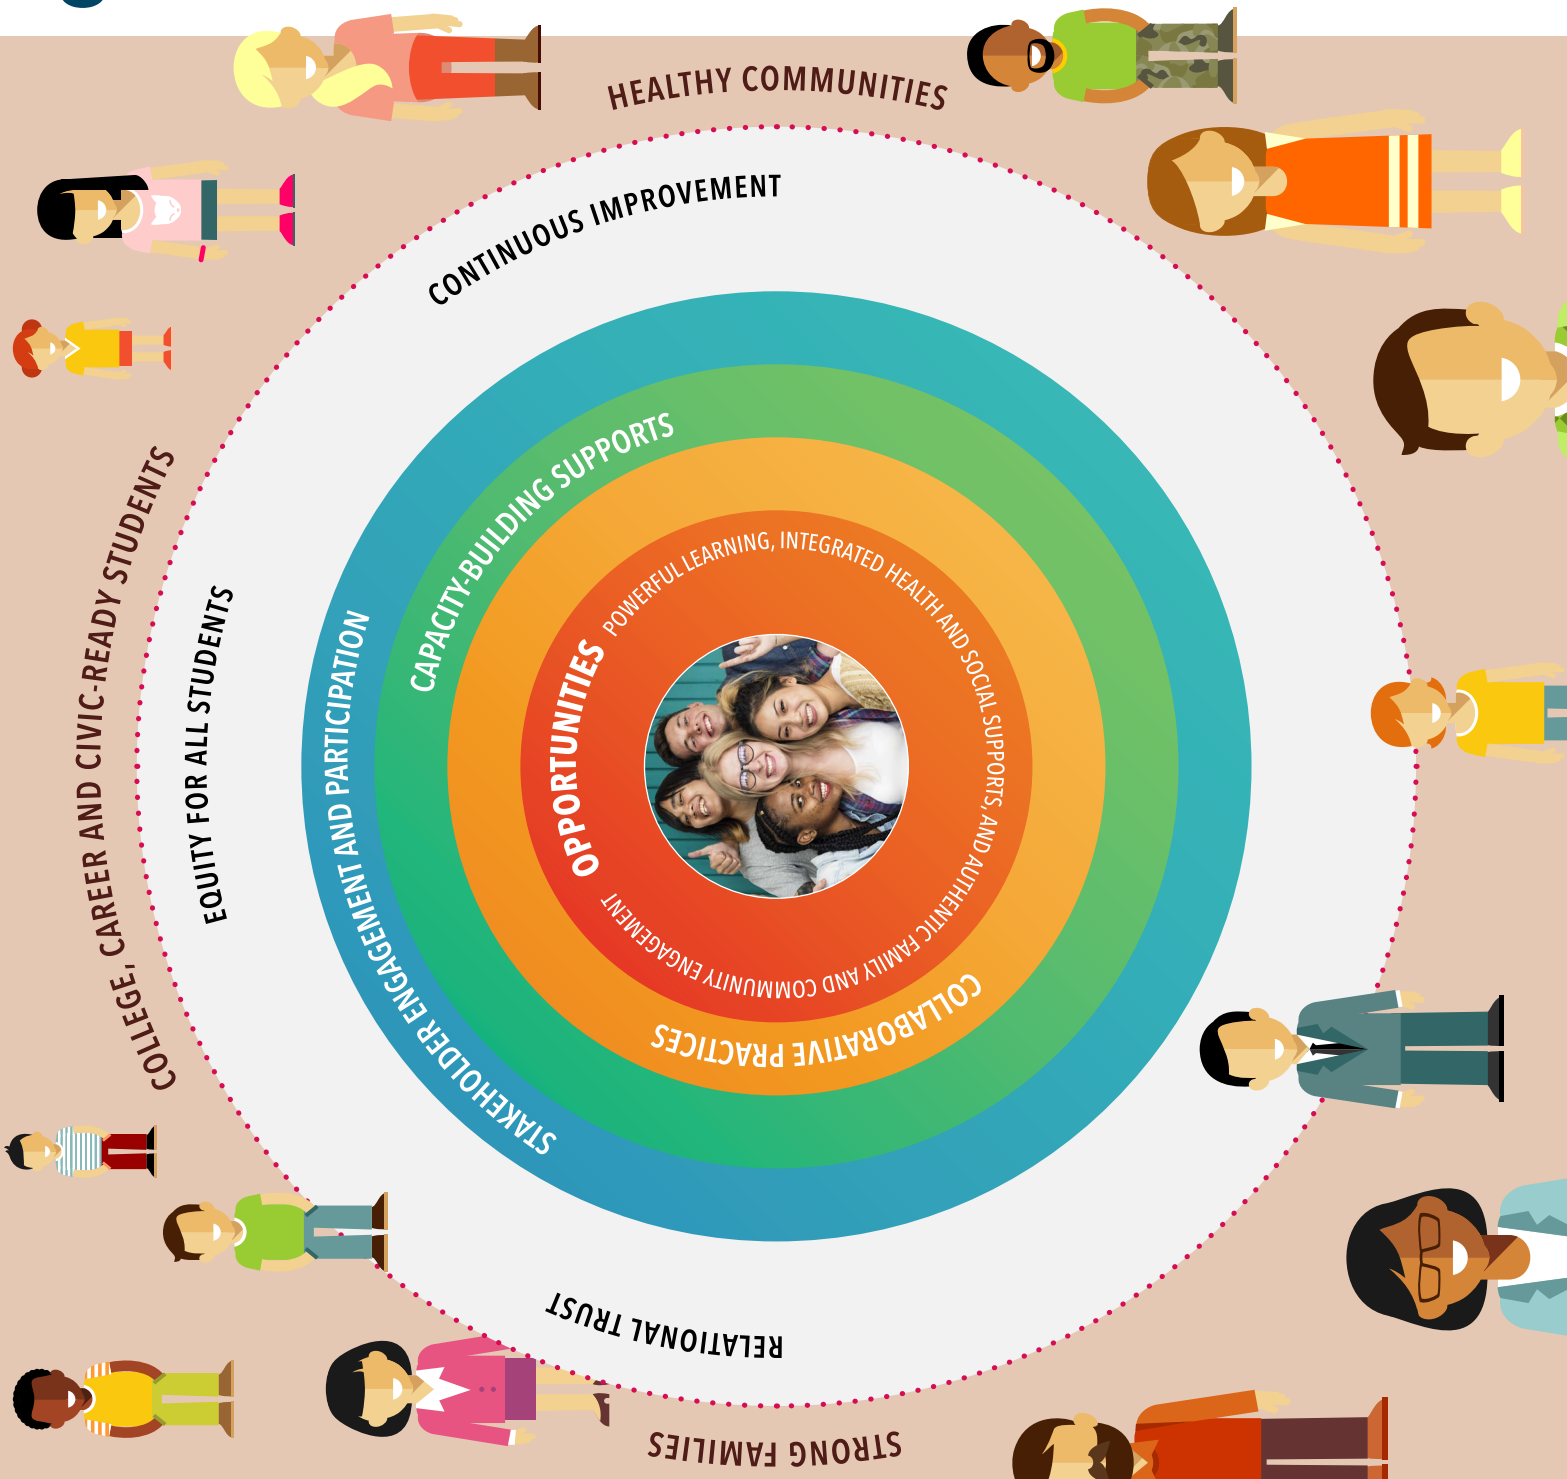 HEALTHY COMMUNITIES
CONTINUOUS IMPROVEMENT
CAPACITY-BUILDING SUPPORTS
COLLEGE, CAREER AND CIVIC-READY STUDENTS
EQUITY FOR ALL STUDENTS
STAKEHOLDER ENGAGEMENT AND PARTICIPATION
OPPORTUNITIES
POWERFUL LEARNING, INTEGRATED HEALTH AND SOCIAL SUPPORTS, AND AUTHENTIC FAMILY AND COMMUNITY ENGAGEMENT
COLLABORATIVE PRACTICES
RELATIONAL TRUST
STRONG FAMILIES